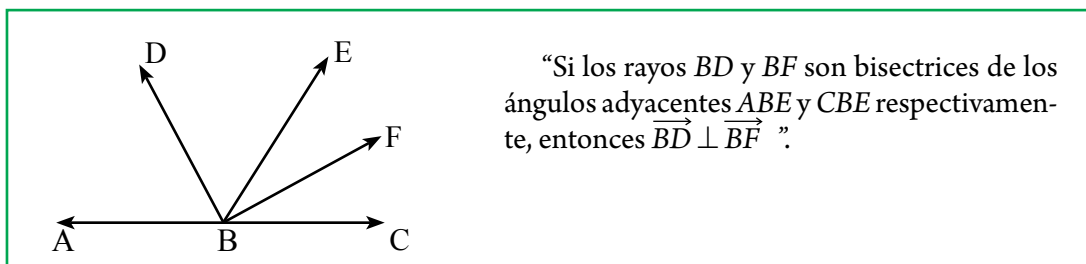 D
E
F
A
B
C
“Si los rayos BD y BF son bisectrices de los
ángulos adyacentes ABE y CBE respectivamen-
te, entonces BD ⊥ BF ”.